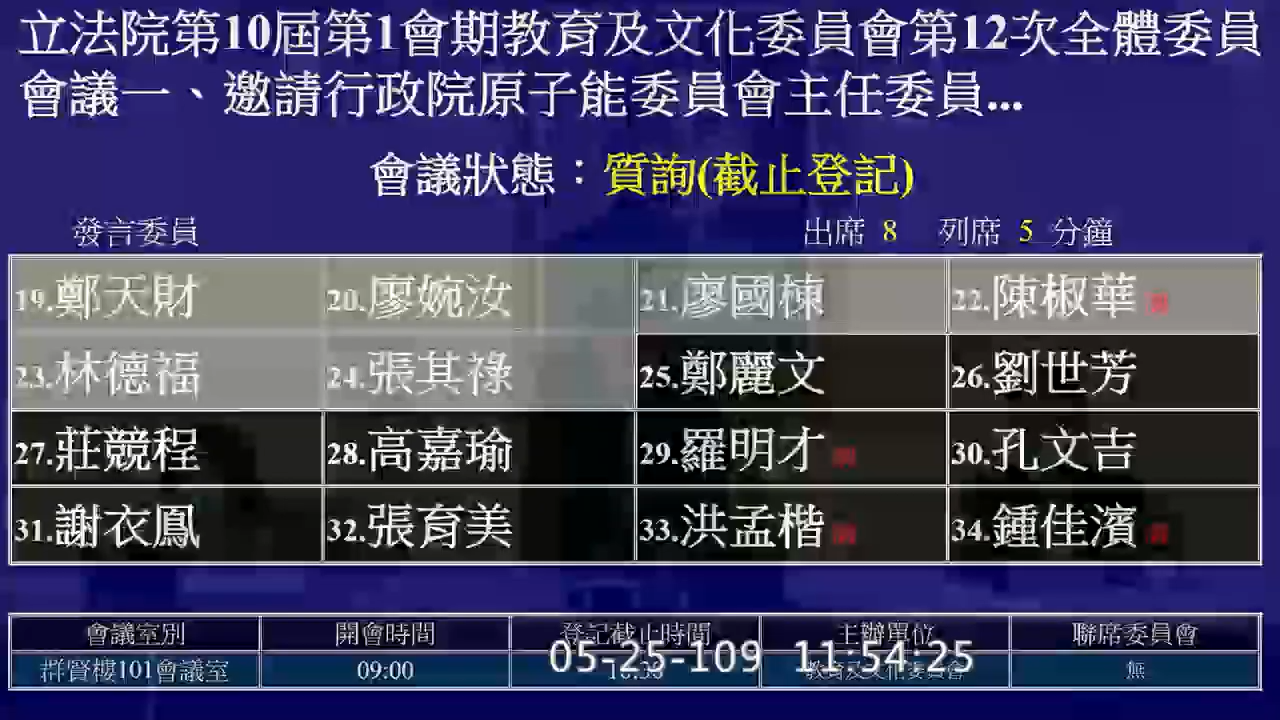 立法院第10屆第1會期教育及文化委員會第12次全體委員
會議一、邀請行政院原子能委員會主任委員...
會議狀態：質詢(截止登記)
發言委員 出席 8 列席 5 分鐘
19.鄭天財 20.廖婉汝 21.廖國棟 22.陳椒華
23.林德福 24.張其祿 25.鄭麗文 26.劉世芳
27.莊競程 28.高嘉瑜 29.羅明才 30.孔文吉
31.謝衣鳳 32.張育美 33.洪孟楷 34.鍾佳濱
會議室別 開會時間 登記截止時間 主辦單位 聯席委員會
群賢樓101會議室 09:00 教育及文化委員會 無
05-25-109 11:54:25